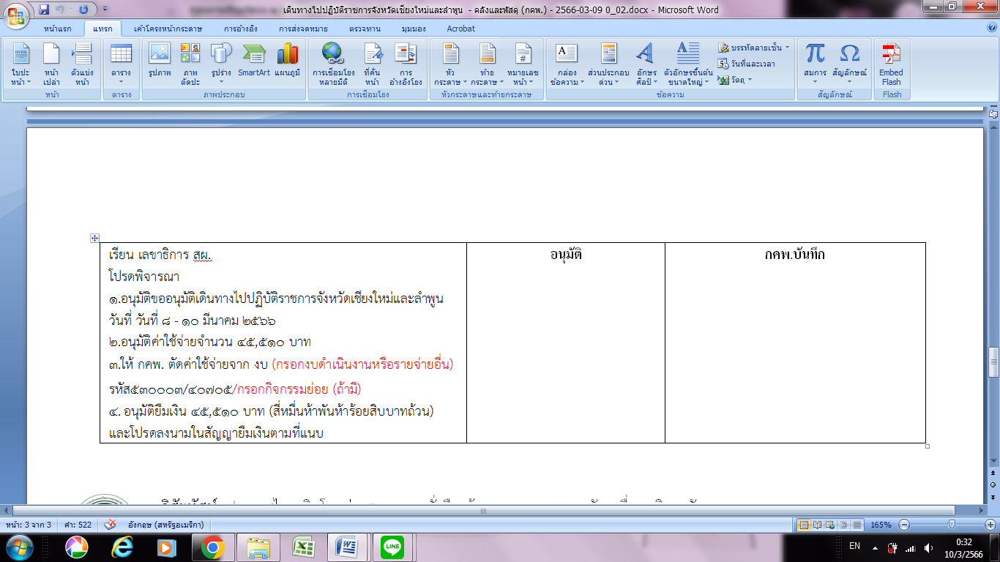 เดินทางไปปฏิบัติราชการจังหวัดเชียงใหม่และลำพูน - คลังและพัสดุ (กคพ.) - 2566-03-09 0_02.docx - Microsoft Word
หน้าแรก แทรก เค้าโครงหน้ากระดาษ การอ้างอิง การส่งจดหมาย ตรวจทาน มุมมอง Acrobat
ใบปะหน้า
หน้าเปล่า
ตัวแบ่งหน้า
ตาราง
รูปภาพ
ภาพตัดปะ
รูปร่าง
SmartArt
แผนภูมิ
การเชื่อมโยงหลายมิติ
ที่คั่นหน้า
การอ้างอิงโยง
หัวกระดาษ
ท้ายกระดาษ
หมายเลขหน้า
กล่องข้อความ
ส่วนประกอบด่วน
อักษรศิลป์
ตัวอักษรขึ้นต้นขนาดใหญ่
บรรทัดลายเซ็น
วันที่และเวลา
วัตถุ
สมการ
สัญลักษณ์
Embed Flash
หน้า ตาราง ภาพประกอบ การเชื่อมโยง หัวกระดาษและท้ายกระดาษ ข้อความ สัญลักษณ์ Flash
เรียน เลขาธิการ สผ.
โปรดพิจารณา
๑.อนุมัติขออนุมัติเดินทางไปปฏิบัติราชการจังหวัดเชียงใหม่และลำพูน
วันที่ วันที่ ๘ - ๑๐ มีนาคม ๒๕๖๖
๒.อนุมัติค่าใช้จ่ายจำนวน ๔๕,๕๑๐ บาท
๓.ให้ กคพ. ตัดค่าใช้จ่ายจาก งบ (กรอกงบดำเนินงานหรือรายจ่ายอื่น)
รหัส๕๓๐๐๐๓/๔๐๗๐๕/กรอกกิจกรรมย่อย (ถ้ามี)
๔. อนุมัติยืมเงิน ๔๕,๕๑๐ บาท (สี่หมื่นห้าพันห้าร้อยสิบบาทถ้วน)
และโปรดลงนามในสัญญายืมเงินตามที่แนบ
อนุมัติ
กคพ.บันทึก
หน้า: 3 จาก 3 คำ: 522 อังกฤษ (สหรัฐอเมริกา) 165%
LINE
EN
0:32
10/3/2566